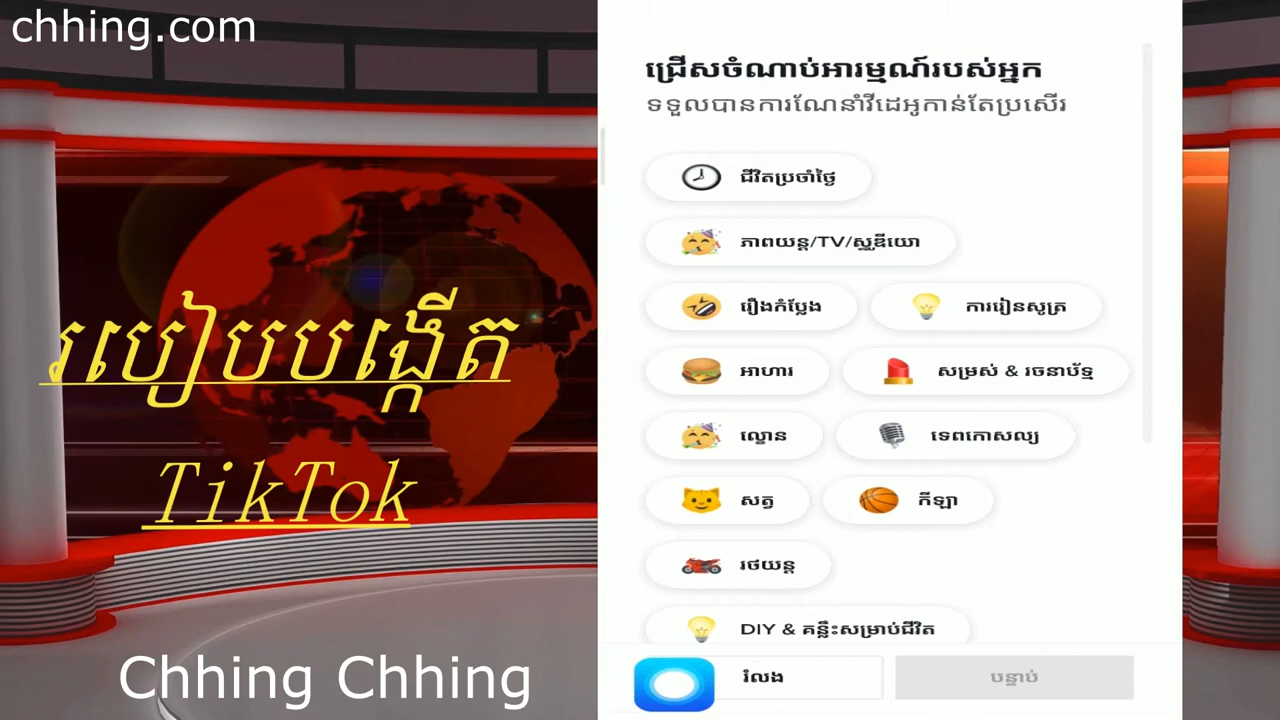 chhing.com
របៀបបង្កើត
TikTok
Chhing Chhing
ជ្រើសចំណាប់អារម្មណ៍របស់អ្នក
ទទួលបានការណែនាំវីដេអូកាន់តែប្រសើរ
ជីវិតប្រចាំថ្ងៃ
ភាពយន្ត/TV/ស្ទូឌីយោ
រឿងកំប្លែង
ការរៀនសូត្រ
អាហារ
សម្រស់ & រចនាប័ទ្ម
ល្ខោន
ទេពកោសល្យ
សត្វ
កីឡា
រថយន្ត
DIY & គន្លឹះសម្រាប់ជីវិត
រំលង
បន្ទាប់